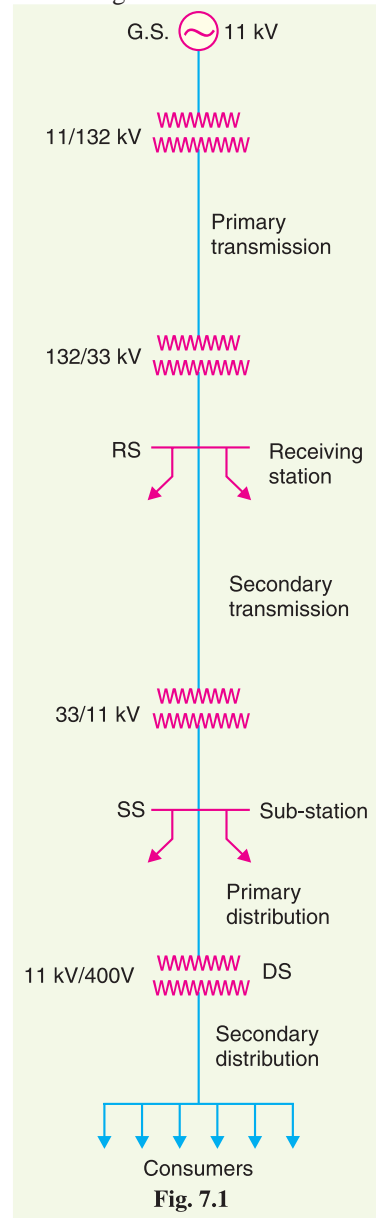 G.S. 11 kV
11/132 kV
Primary
transmission
132/33 kV
RS Receiving
station
Secondary
transmission
33/11 kV
SS Sub-station
Primary
distribution
11 kV/400V DS
Secondary
distribution
Consumers
Fig. 7.1